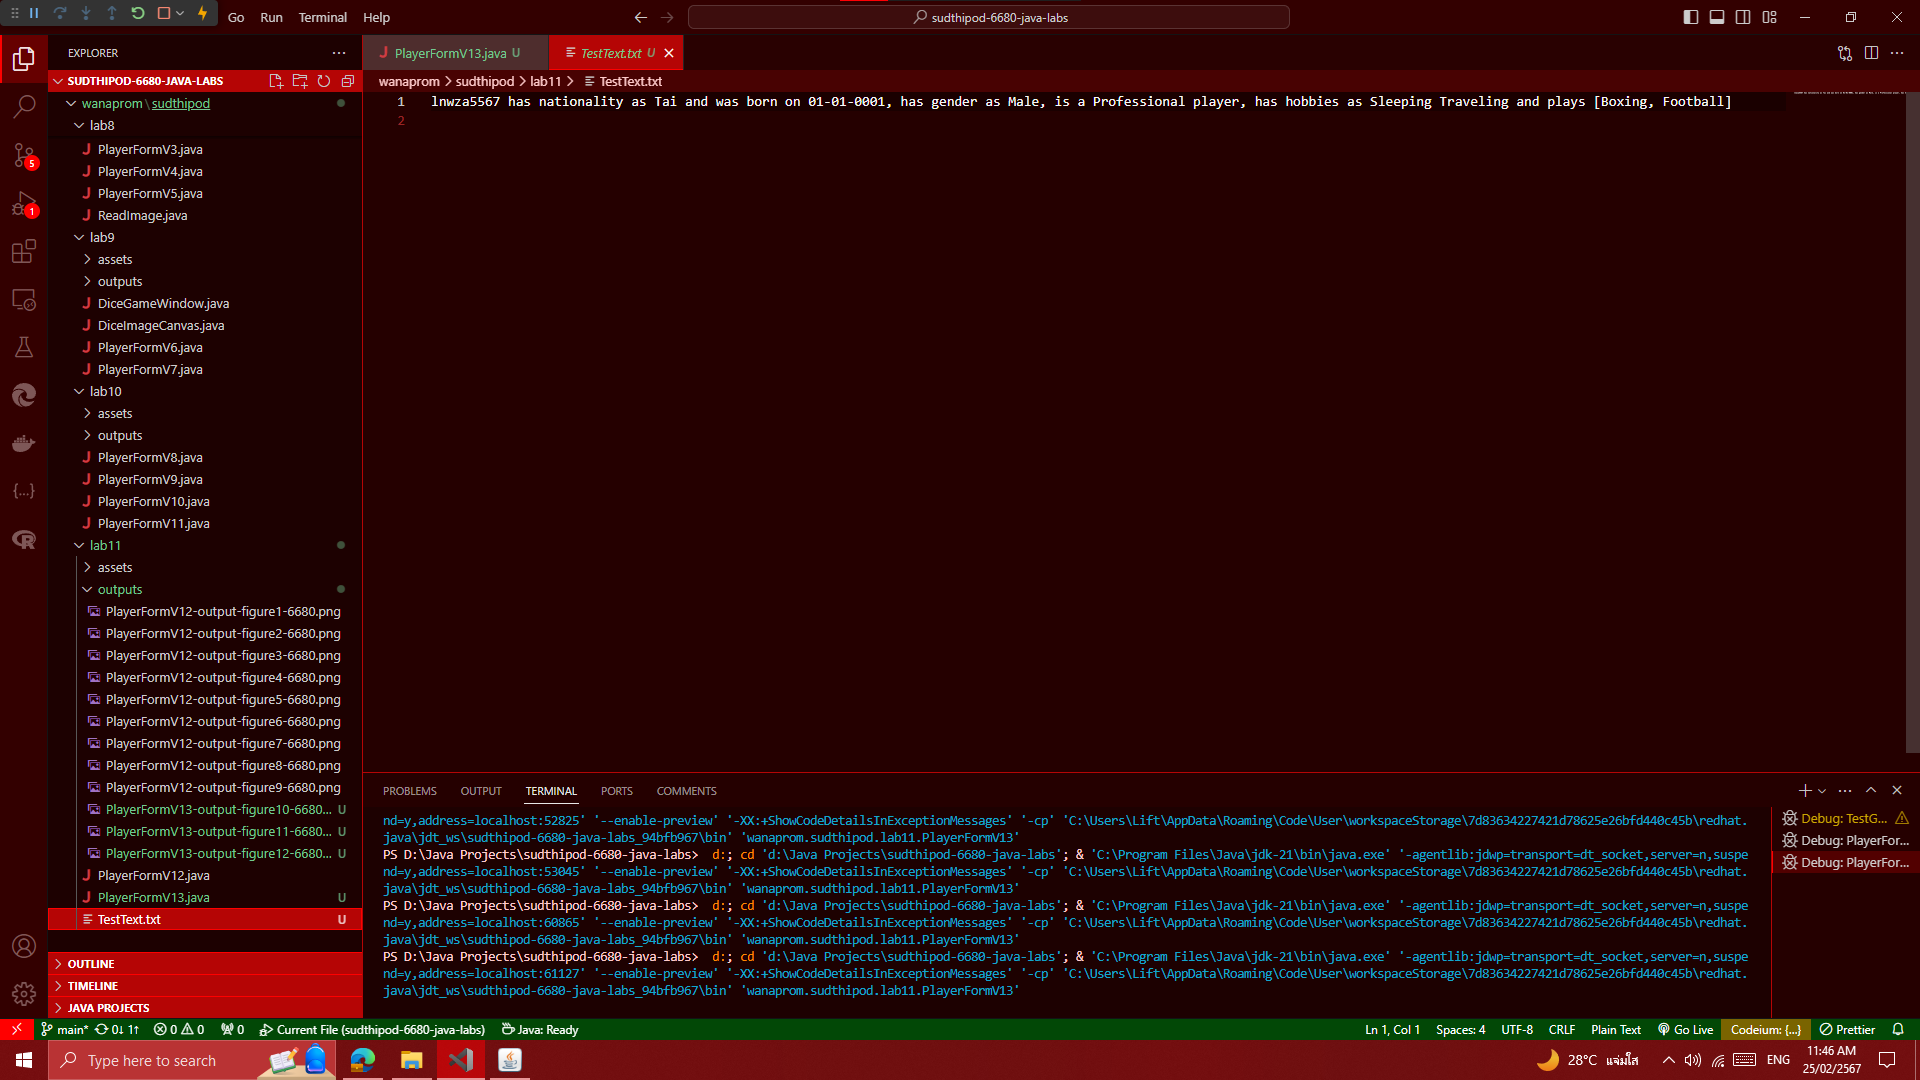 Go Run Terminal Help
sudthipod-6680-java-labs
EXPLORER
SUDTHIPOD-6680-JAVA-LABS
wanaprom\sudthipod
lab8
PlayerFormV3.java
PlayerFormV4.java
PlayerFormV5.java
ReadImage.java
lab9
assets
outputs
DiceGameWindow.java
DiceImageCanvas.java
PlayerFormV6.java
PlayerFormV7.java
lab10
assets
outputs
PlayerFormV8.java
PlayerFormV9.java
PlayerFormV10.java
PlayerFormV11.java
lab11
assets
outputs
PlayerFormV12-output-figure1-6680.png
PlayerFormV12-output-figure2-6680.png
PlayerFormV12-output-figure3-6680.png
PlayerFormV12-output-figure4-6680.png
PlayerFormV12-output-figure5-6680.png
PlayerFormV12-output-figure6-6680.png
PlayerFormV12-output-figure7-6680.png
PlayerFormV12-output-figure8-6680.png
PlayerFormV12-output-figure9-6680.png
PlayerFormV13-output-figure10-6680... U
PlayerFormV13-output-figure11-6680... U
PlayerFormV13-output-figure12-6680... U
PlayerFormV12.java
PlayerFormV13.java U
TestText.txt U
OUTLINE
TIMELINE
JAVA PROJECTS
5
1
PlayerFormV13.java U
TestText.txt U
wanaprom > sudthipod > lab11 > TestText.txt
1 lnwza5567 has nationality as Tai and was born on 01-01-0001, has gender as Male, is a Professional player, has hobbies as Sleeping Traveling and plays [Boxing, Football]
2
PROBLEMS OUTPUT TERMINAL PORTS COMMENTS
nd=y,address=localhost:52825' '--enable-preview' '-XX:+ShowCodeDetailsInExceptionMessages' '-cp' 'C:\Users\Lift\AppData\Roaming\Code\User\workspaceStorage\7d83634227421d78625e26bfd440c45b\redhat.
java\jdt_ws\sudthipod-6680-java-labs_94bfb967\bin' 'wanaprom.sudthipod.lab11.PlayerFormV13'
PS D:\Java Projects\sudthipod-6680-java-labs> d:; cd 'd:\Java Projects\sudthipod-6680-java-labs'; & 'C:\Program Files\Java\jdk-21\bin\java.exe' '-agentlib:jdwp=transport=dt_socket,server=n,suspe
nd=y,address=localhost:53045' '--enable-preview' '-XX:+ShowCodeDetailsInExceptionMessages' '-cp' 'C:\Users\Lift\AppData\Roaming\Code\User\workspaceStorage\7d83634227421d78625e26bfd440c45b\redhat.
java\jdt_ws\sudthipod-6680-java-labs_94bfb967\bin' 'wanaprom.sudthipod.lab11.PlayerFormV13'
PS D:\Java Projects\sudthipod-6680-java-labs> d:; cd 'd:\Java Projects\sudthipod-6680-java-labs'; & 'C:\Program Files\Java\jdk-21\bin\java.exe' '-agentlib:jdwp=transport=dt_socket,server=n,suspe
nd=y,address=localhost:60865' '--enable-preview' '-XX:+ShowCodeDetailsInExceptionMessages' '-cp' 'C:\Users\Lift\AppData\Roaming\Code\User\workspaceStorage\7d83634227421d78625e26bfd440c45b\redhat.
java\jdt_ws\sudthipod-6680-java-labs_94bfb967\bin' 'wanaprom.sudthipod.lab11.PlayerFormV13'
PS D:\Java Projects\sudthipod-6680-java-labs> d:; cd 'd:\Java Projects\sudthipod-6680-java-labs'; & 'C:\Program Files\Java\jdk-21\bin\java.exe' '-agentlib:jdwp=transport=dt_socket,server=n,suspe
nd=y,address=localhost:61127' '--enable-preview' '-XX:+ShowCodeDetailsInExceptionMessages' '-cp' 'C:\Users\Lift\AppData\Roaming\Code\User\workspaceStorage\7d83634227421d78625e26bfd440c45b\redhat.
java\jdt_ws\sudthipod-6680-java-labs_94bfb967\bin' 'wanaprom.sudthipod.lab11.PlayerFormV13'
Debug: TestG...
Debug: PlayerFor...
Debug: PlayerFor...
main* 0↓ 1↑ 0 0 0 Current File (sudthipod-6680-java-labs) Java: Ready
Ln 1, Col 1 Spaces: 4 UTF-8 CRLF Plain Text Go Live Codeium: {...} Prettier
Type here to search
28°C แจ่มใส ENG
11:46 AM
25/02/2567